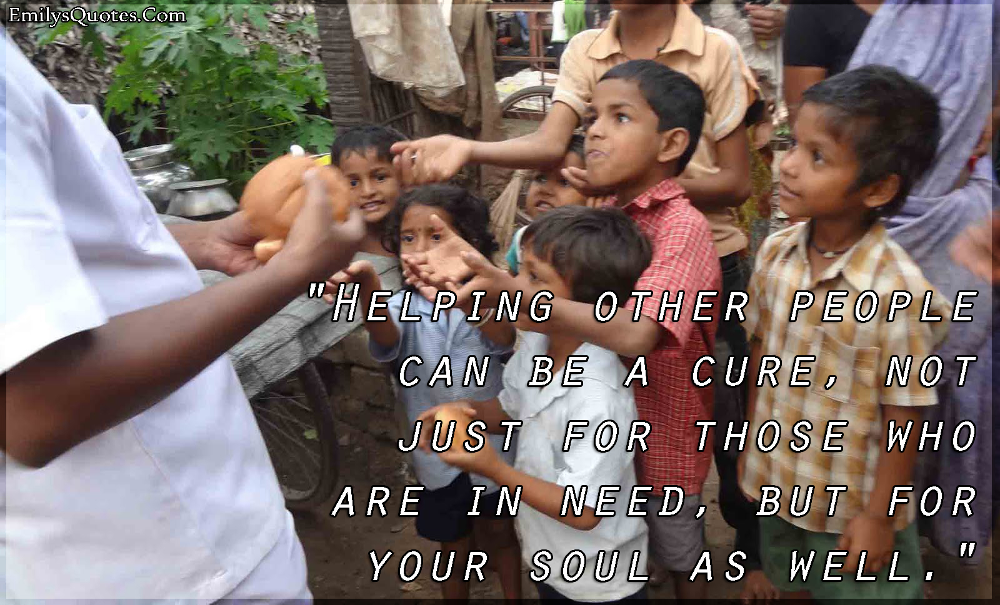 EmilysQuotes.Com
"Helping other people
can be a cure, not
just for those who
are in need, but for
your soul as well."